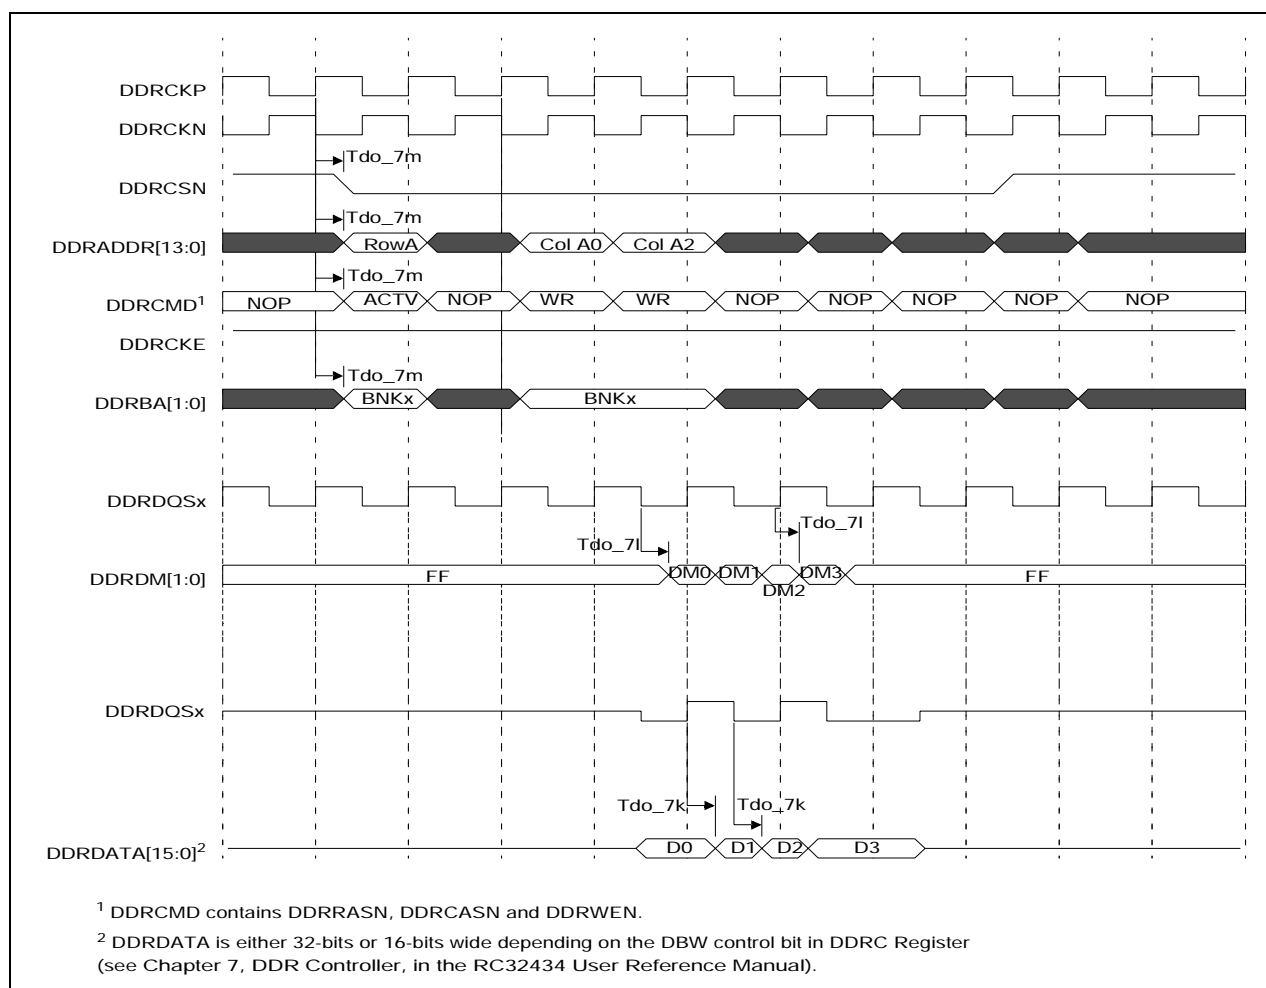 DDRCKP
DDRCKN
Tdo_7m
DDRCSN
Tdo_7m
DDRADDR[13:0] RowA Col A0 Col A2
Tdo_7m
DDRCMD1 NOP ACTV NOP WR WR NOP NOP NOP NOP NOP
DDRCKE
Tdo_7m
DDRBA[1:0] BNKx BNKx
DDRDQSx
Tdo_7l
Tdo_7l
DDRDM[1:0] FF DM0 DM1 DM2 DM3 FF
DDRDQSx
Tdo_7k Tdo_7k
DDRDATA[15:0]2 D0 D1 D2 D3
1 DDRCMD contains DDRRASN, DDRCASN and DDRWEN.
2 DDRDATA is either 32-bits or 16-bits wide depending on the DBW control bit in DDRC Register
(see Chapter 7, DDR Controller, in the RC32434 User Reference Manual).